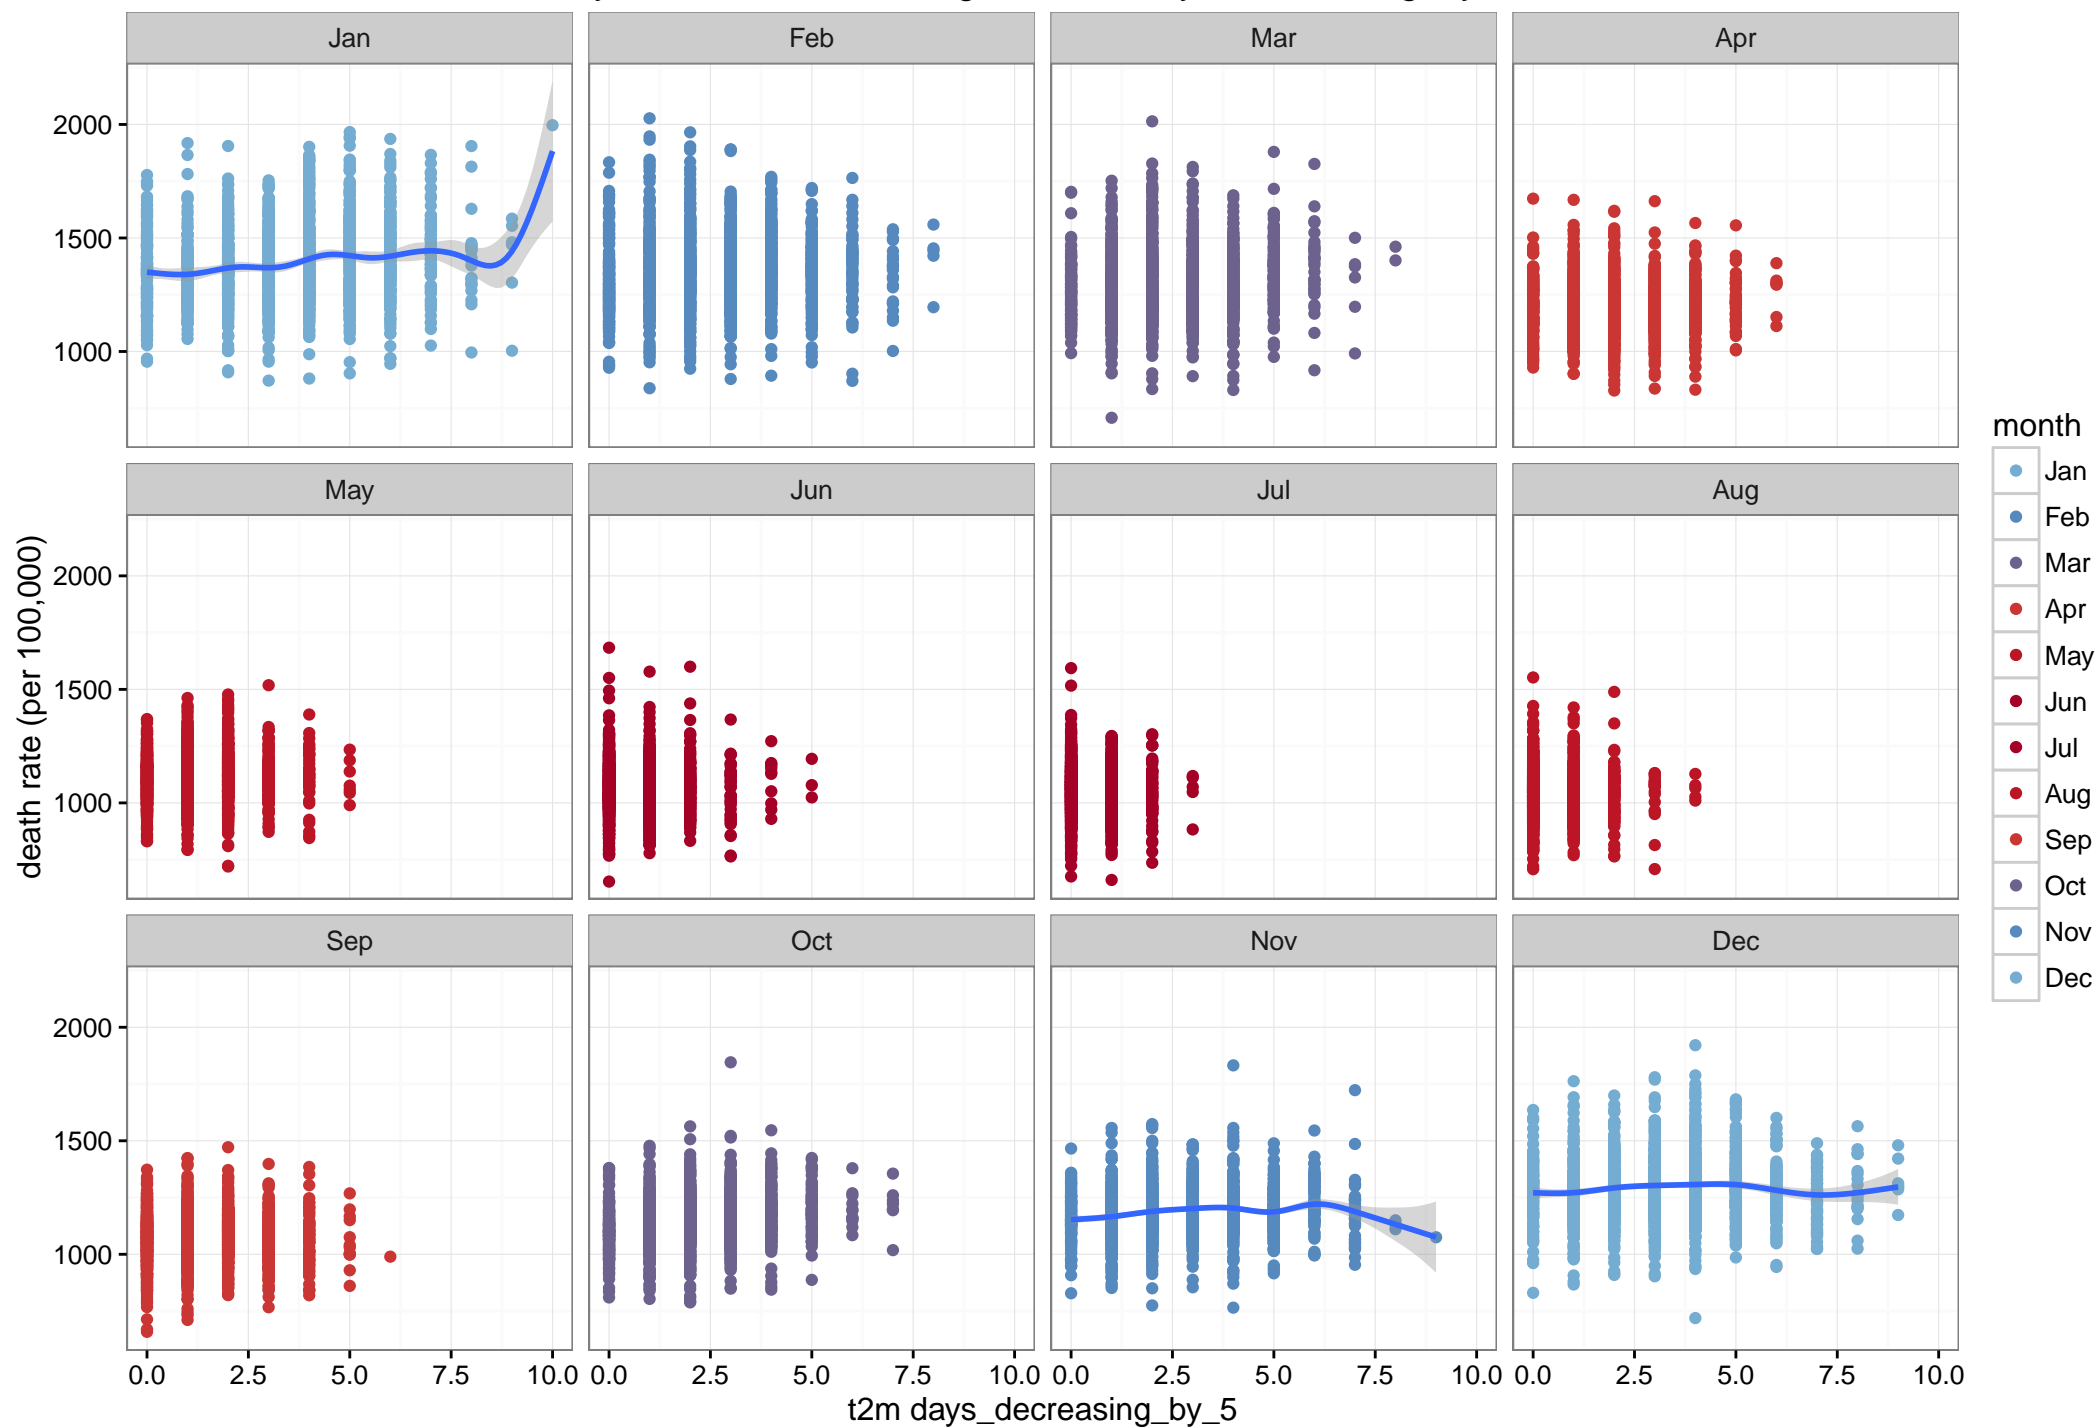 Jan Feb Mar Apr
2000
1500
1000
May Jun Jul Aug
2000
1500
1000
Sep Oct Nov Dec
2000
1500
1000
0.0 2.5 5.0 7.5 10.0 0.0 2.5 5.0 7.5 10.0 0.0 2.5 5.0 7.5 10.0 0.0 2.5 5.0 7.5 10.0
t2m days_decreasing_by_5
death rate (per 100,000)
month
Jan
Feb
Mar
Apr
May
Jun
Jul
Aug
Sep
Oct
Nov
Dec